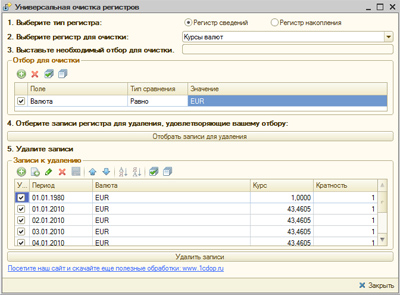 Универсальная очистка регистров
1. Выберите тип регистра:
Регистр сведений
Регистр накопления
2. Выберите регистр для очистки:
Курсы валют
3. Выставьте необходимый отбор для очистки.
Отбор для очистки
Поле Тип сравнения Значение
Валюта Равно EUR
4. Отберите записи регистра для удаления, удовлетворяющие вашему отбору:
Отобрать записи для удаления
5. Удалите записи
Записи к удалению
У... Период Валюта Курс Кратность
01.01.1980 EUR 1,0000 1
01.01.2010 EUR 43,4605 1
02.01.2010 EUR 43,4605 1
03.01.2010 EUR 43,4605 1
04.01.2010 EUR 43,4605 1
Удалить записи
Посетите наш сайт и скачайте еще полезные обработки: www.1cdop.ru
Закрыть